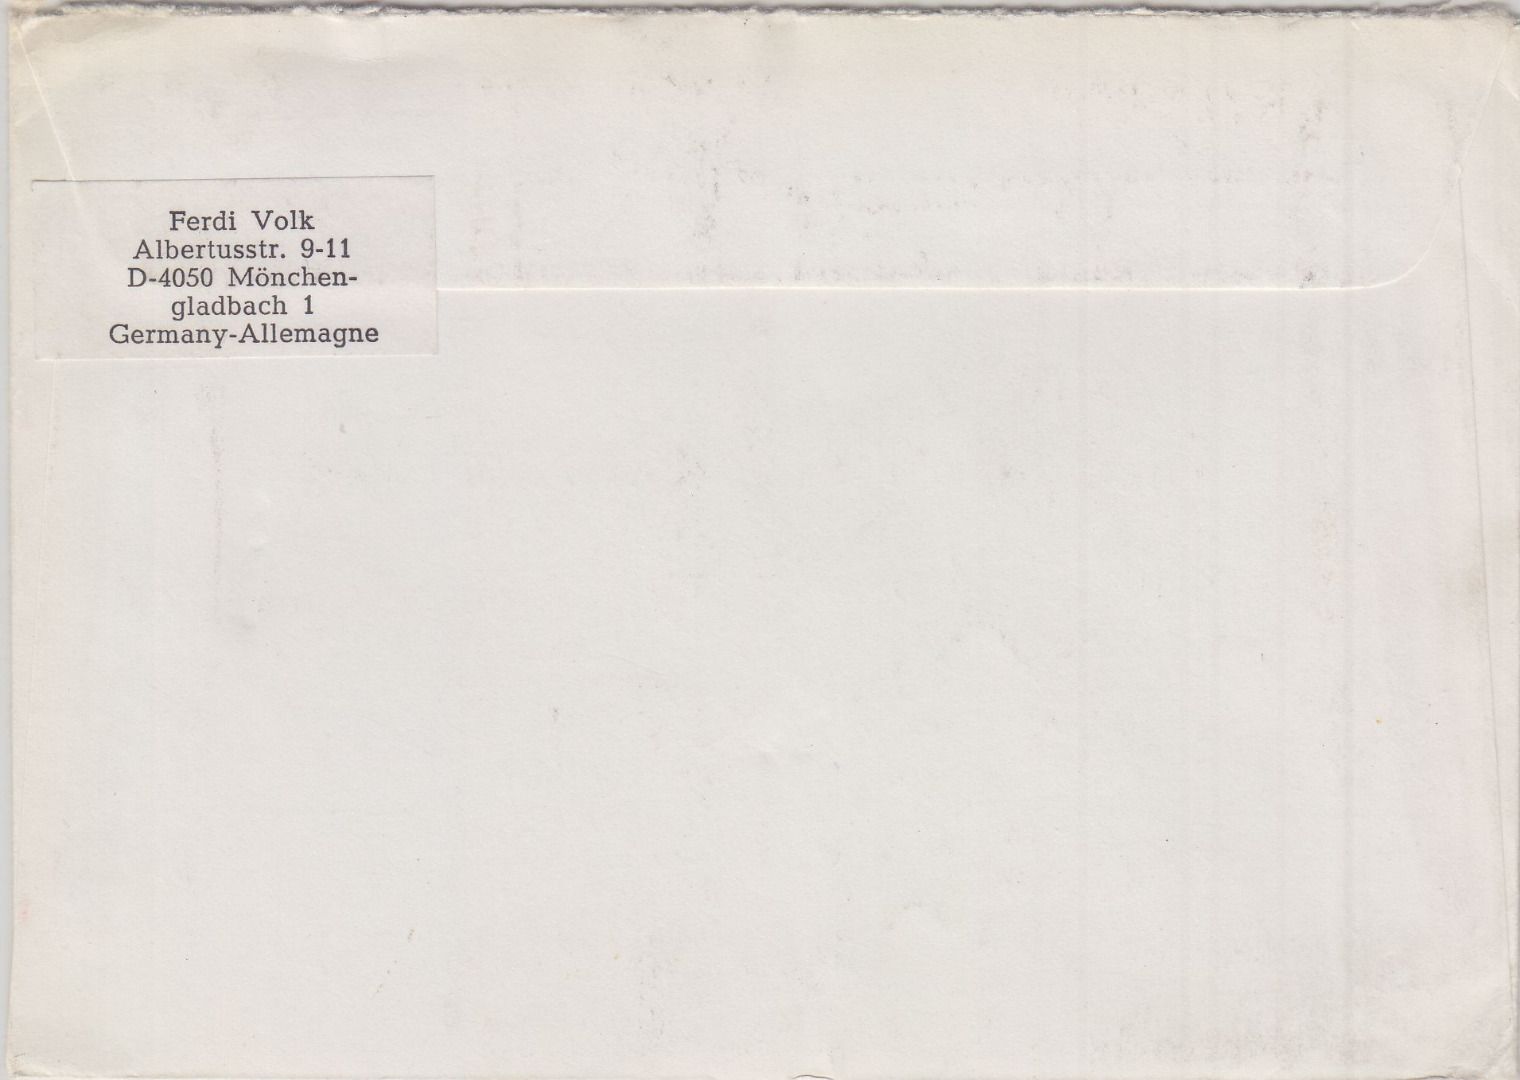 Ferdi Volk
Albertusstr. 9-11
D-4050 Mönchen-
gladbach 1
Germany-Allemagne